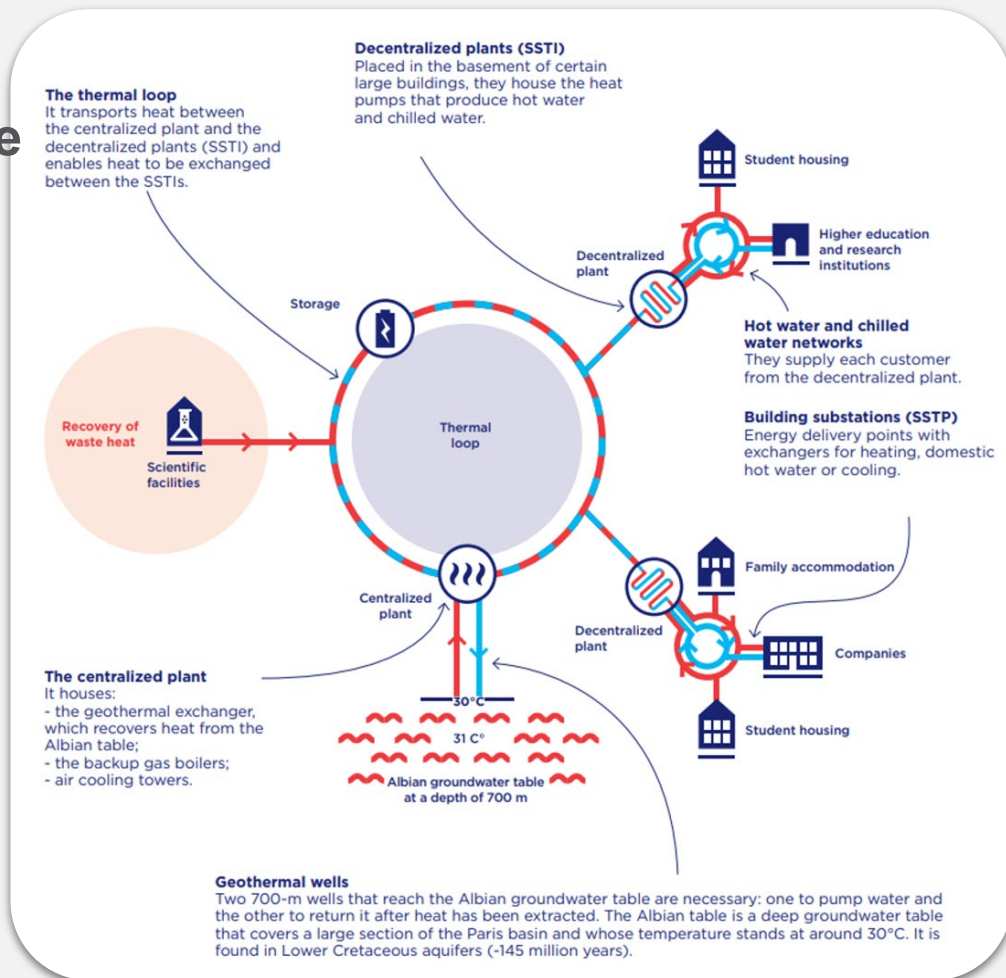 Decentralized plants (SSTI)
Placed in the basement of certain
large buildings, they house the heat
pumps that produce hot water
and chilled water.
The thermal loop
It transports heat between
the centralized plant and the
decentralized plants (SSTI) and
enables heat to be exchanged
between the SSTIs.
e
Student housing
Higher education
and research
institutions
Decentralized
plant
Storage
Hot water and chilled
water networks
They supply each customer
from the decentralized plant.
Building substations (SSTP)
Energy delivery points with
exchangers for heating, domestic
hot water or cooling.
Recovery of
waste heat
Scientific
facilities
Thermal
loop
Centralized
plant
Decentralized
plant
Family accommodation
Companies
Student housing
The centralized plant
It houses:
- the geothermal exchanger,
which recovers heat from the
Albian table;
- the backup gas boilers;
- air cooling towers.
30°C
31 C°
Albian groundwater table
at a depth of 700 m
Geothermal wells
Two 700-m wells that reach the Albian groundwater table are necessary: one to pump water and
the other to return it after heat has been extracted. The Albian table is a deep groundwater table
that covers a large section of the Paris basin and whose temperature stands at around 30°C. It is
found in Lower Cretaceous aquifers (~145 million years).